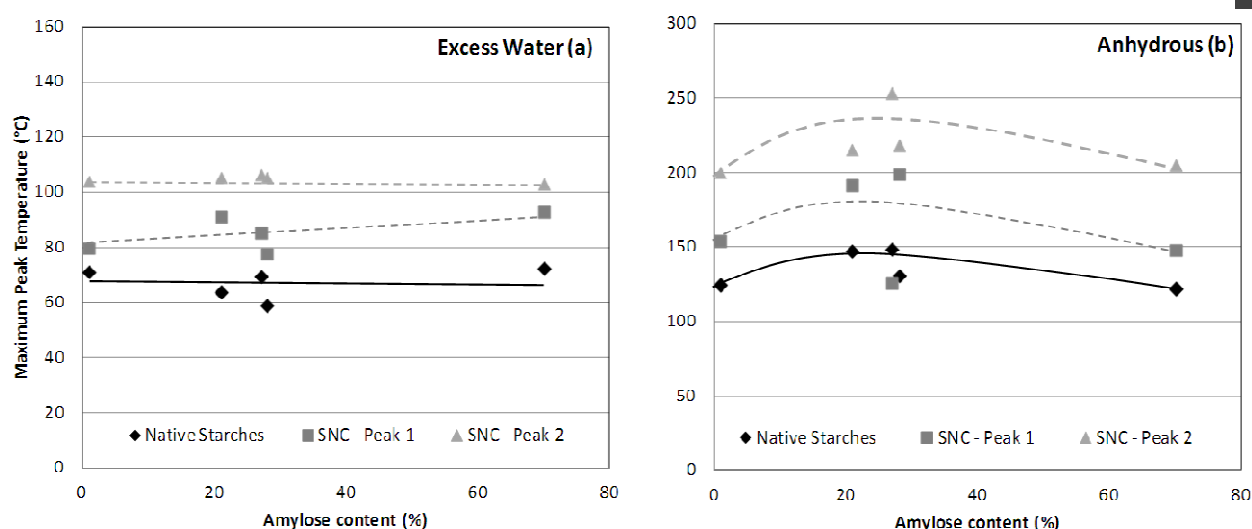 Excess Water (a)
Maximum Peak Temperature (°C)
160
140
120
100
80
60
40
20
0
Native Starches
SNC Peak 1
SNC Peak 2
0
20
40
60
80
Amylose content (%)
Anhydrous (b)
300
250
200
150
100
50
0
Native Starches
SNC - Peak 1
SNC - Peak 2
0
20
40
60
80
Amylose content (%)